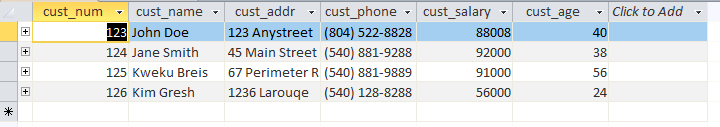 cust_num cust_name cust_addr cust_phone cust_salary cust_age Click to Add
123 John Doe 123 Anystreet (804) 522-8828 88008 40
124 Jane Smith 45 Main Street (540) 881-9288 92000 38
125 Kweku Breis 67 Perimeter R (540) 881-9889 91000 56
126 Kim Gresh 1236 Larouqe (540) 128-8288 56000 24